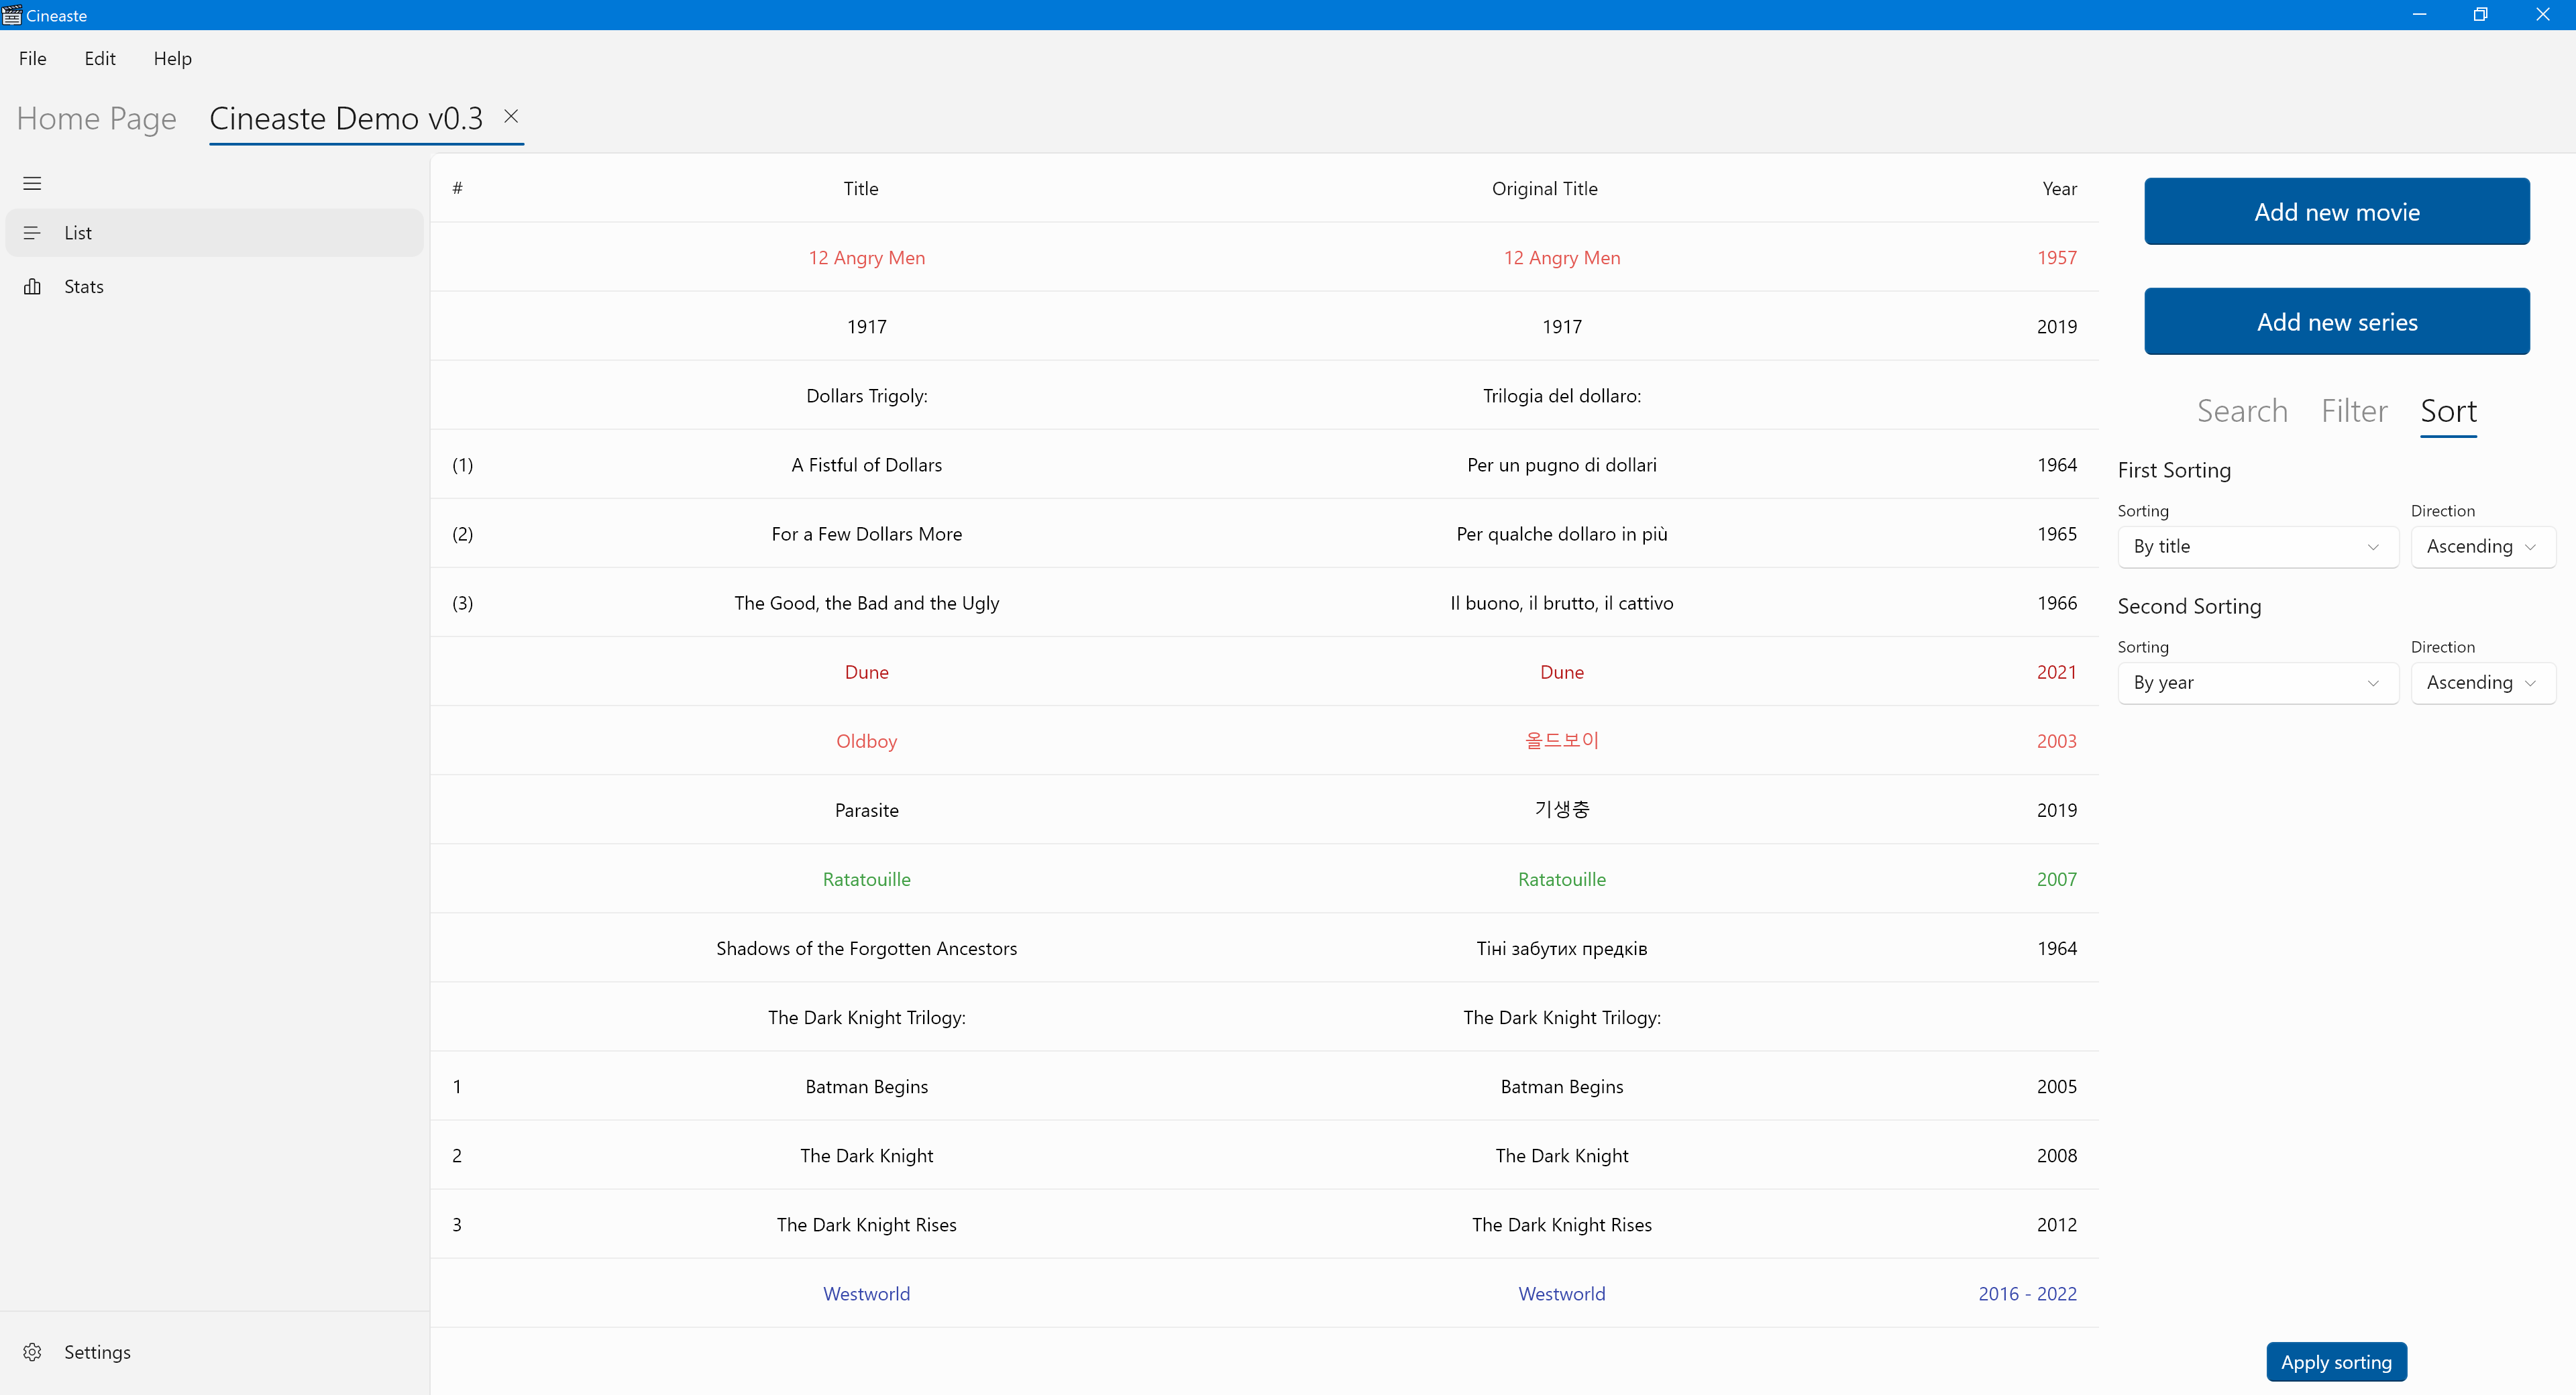 Cineaste
File Edit Help
Home Page Cineaste Demo v0.3
List
Stats
Settings
# Title Original Title Year
12 Angry Men 12 Angry Men 1957
1917 1917 2019
Dollars Trigoly: Trilogia del dollaro:
(1) A Fistful of Dollars Per un pugno di dollari 1964
(2) For a Few Dollars More Per qualche dollaro in più 1965
(3) The Good, the Bad and the Ugly Il buono, il brutto, il cattivo 1966
Dune Dune 2021
Oldboy 올드보이 2003
Parasite 기생충 2019
Ratatouille Ratatouille 2007
Shadows of the Forgotten Ancestors Тіні забутих предків 1964
The Dark Knight Trilogy: The Dark Knight Trilogy:
1 Batman Begins Batman Begins 2005
2 The Dark Knight The Dark Knight 2008
3 The Dark Knight Rises The Dark Knight Rises 2012
Westworld Westworld 2016 - 2022
Add new movie
Add new series
Search Filter Sort
First Sorting
Sorting Direction
By title Ascending
Second Sorting
Sorting Direction
By year Ascending
Apply sorting